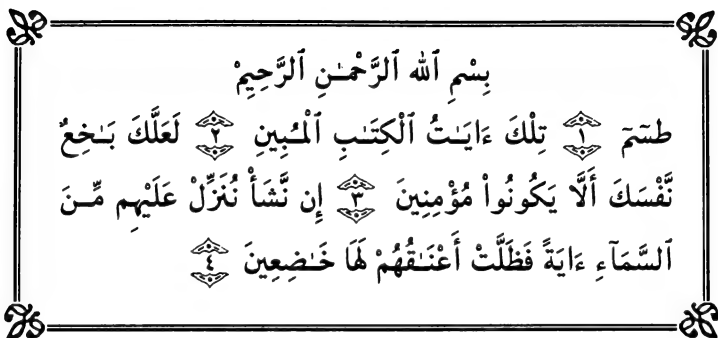 بِسْمِ ٱللَّه ٱلرَّحْمَـٰنِ ٱلرَّحِيمْ
طسٓمٓ ۝١ تِلْكَ ءَايَـٰتُ ٱلْكِتَـٰبِ ٱلْمُبِينِ ۝٢ لَعَلَّكَ بَـٰخِعٌ
نَّفْسَكَ أَلَّا يَكُونُوا۟ مُؤْمِنِينَ ۝٣ إِن نَّشَأْ نُنَزِّلْ عَلَيْهِم مِّنَ
ٱلسَّمَآءِ ءَايَةً فَظَلَّتْ أَعْنَـٰقُهُمْ لَهَا خَـٰضِعِينَ ۝٤